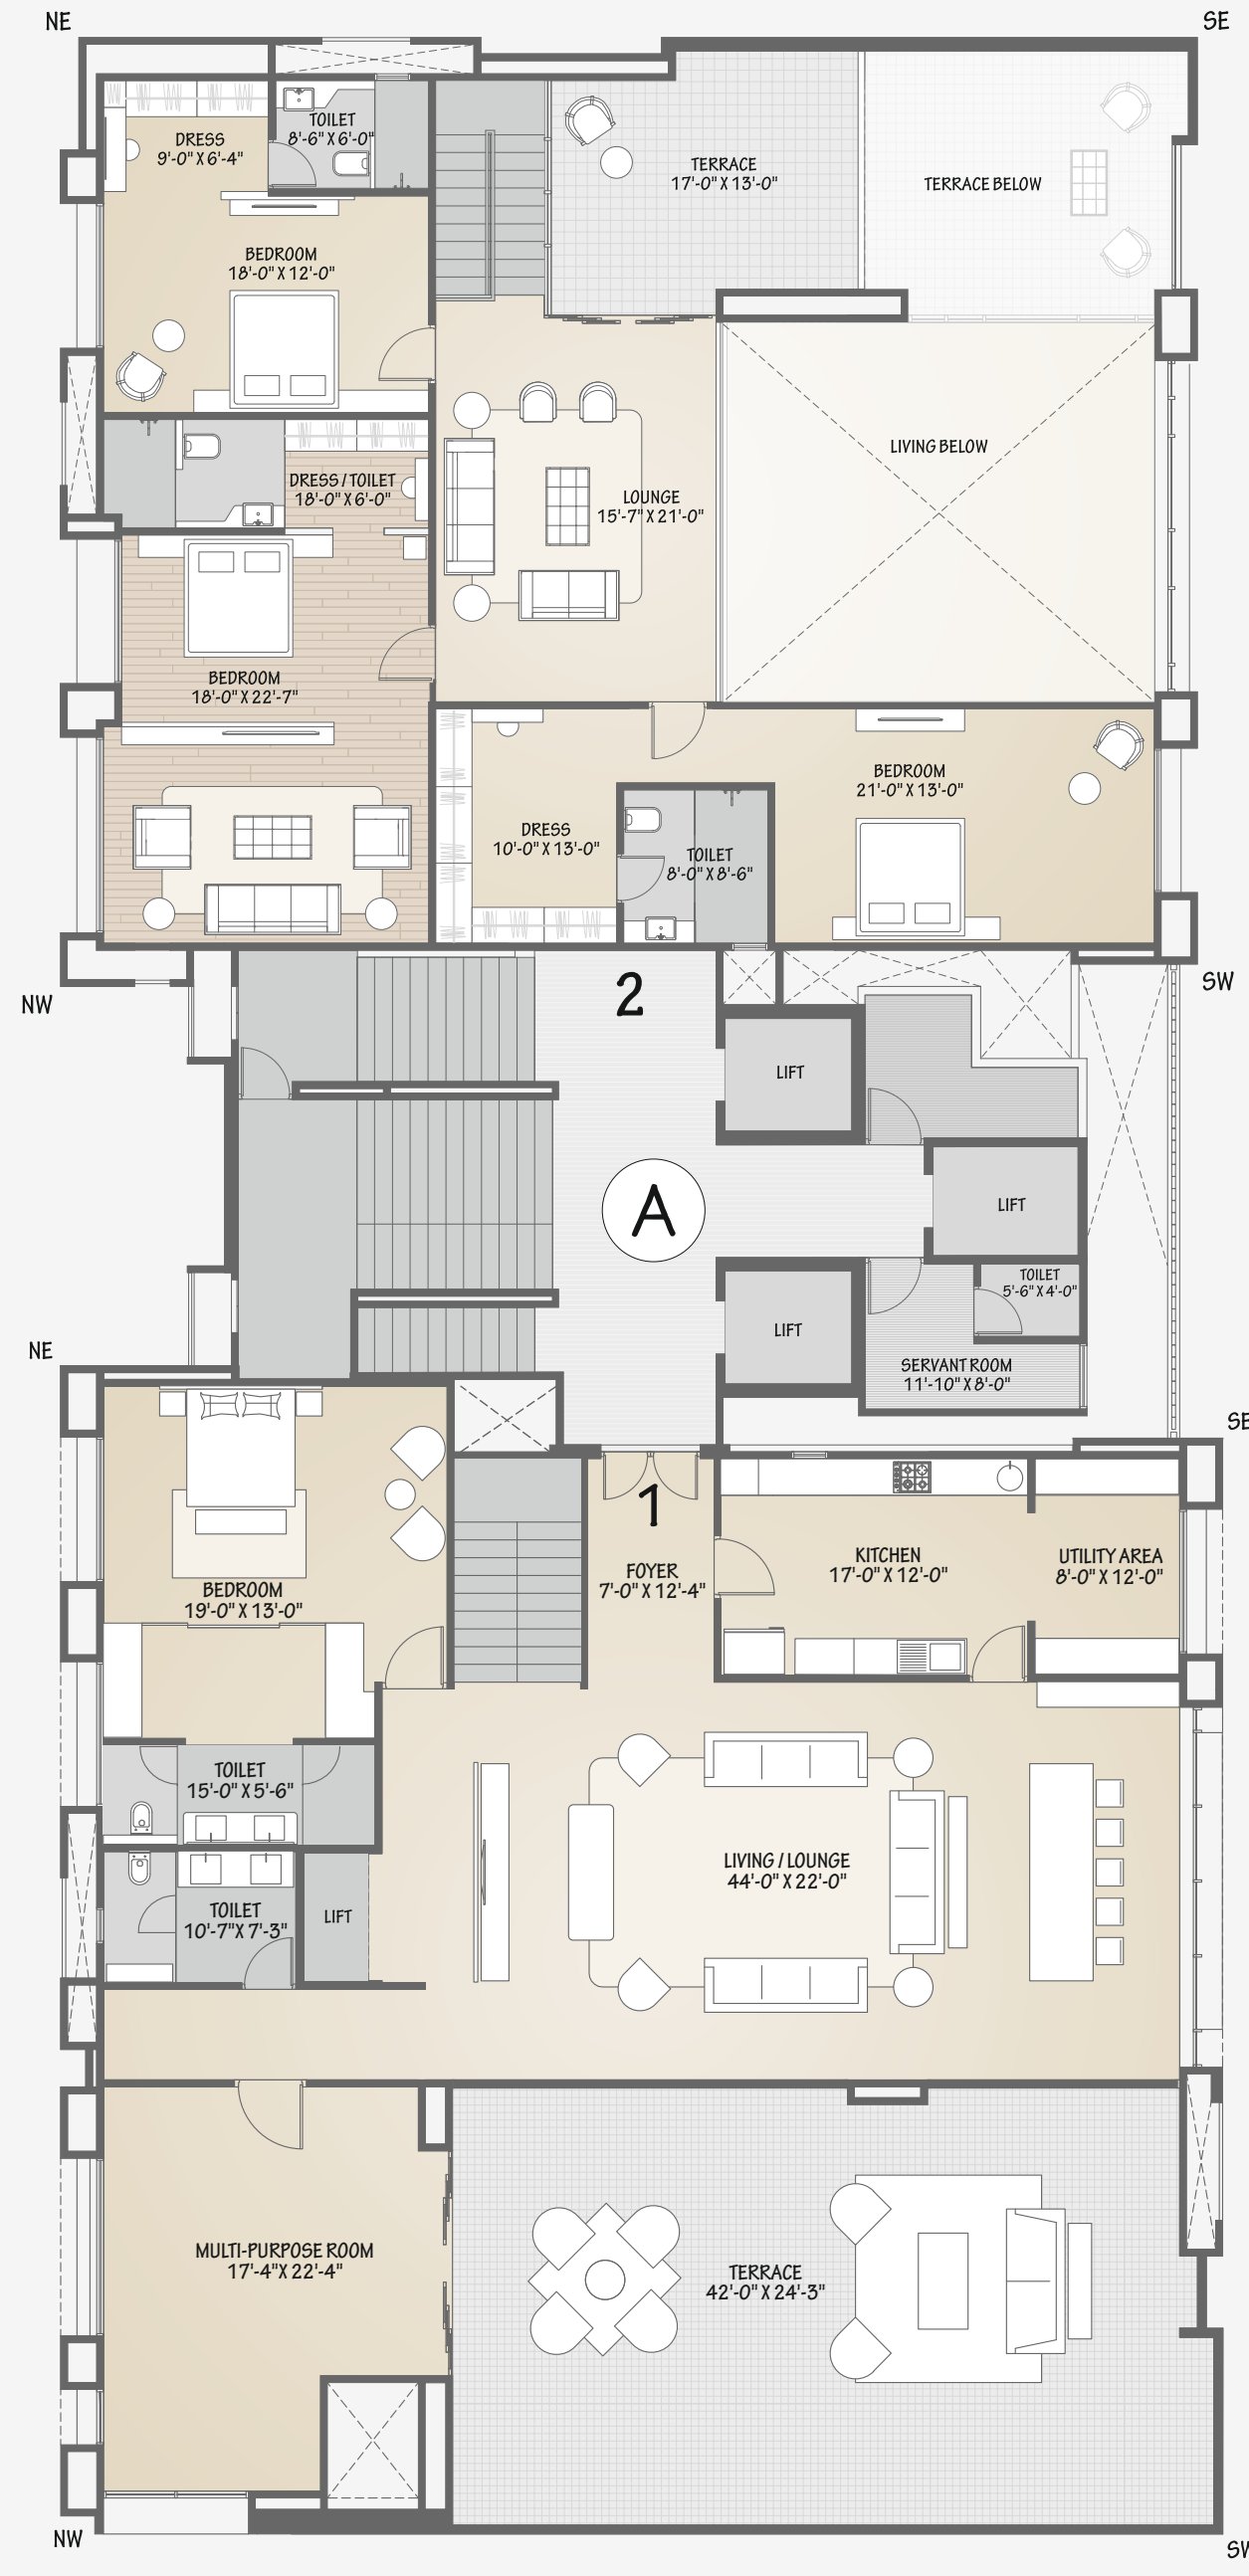 NE
SE
TOILET
8'-6" X 6'-0"
DRESS
9'-0" X 6'-4"
TERRACE
17'-0" X 13'-0"
TERRACE BELOW
BEDROOM
18'-0" X 12'-0"
LIVING BELOW
DRESS / TOILET
18'-0" X 6'-0"
LOUNGE
15'-7" X 21'-0"
BEDROOM
18'-0" X 22'-7"
BEDROOM
21'-0" X 13'-0"
DRESS
10'-0" X 13'-0"
TOILET
8'-0" X 8'-6"
NW
2
SW
LIFT
A
LIFT
TOILET
5'-6" X 4'-0"
LIFT
NE
SERVANT ROOM
11'-10" X 8'-0"
SE
1
FOYER
7'-0" X 12'-4"
KITCHEN
17'-0" X 12'-0"
UTILITY AREA
8'-0" X 12'-0"
BEDROOM
19'-0" X 13'-0"
TOILET
15'-0" X 5'-6"
LIVING / LOUNGE
44'-0" X 22'-0"
TOILET
10'-7" X 7'-3"
LIFT
MULTI-PURPOSE ROOM
17'-4" X 22'-4"
TERRACE
42'-0" X 24'-3"
NW
SW